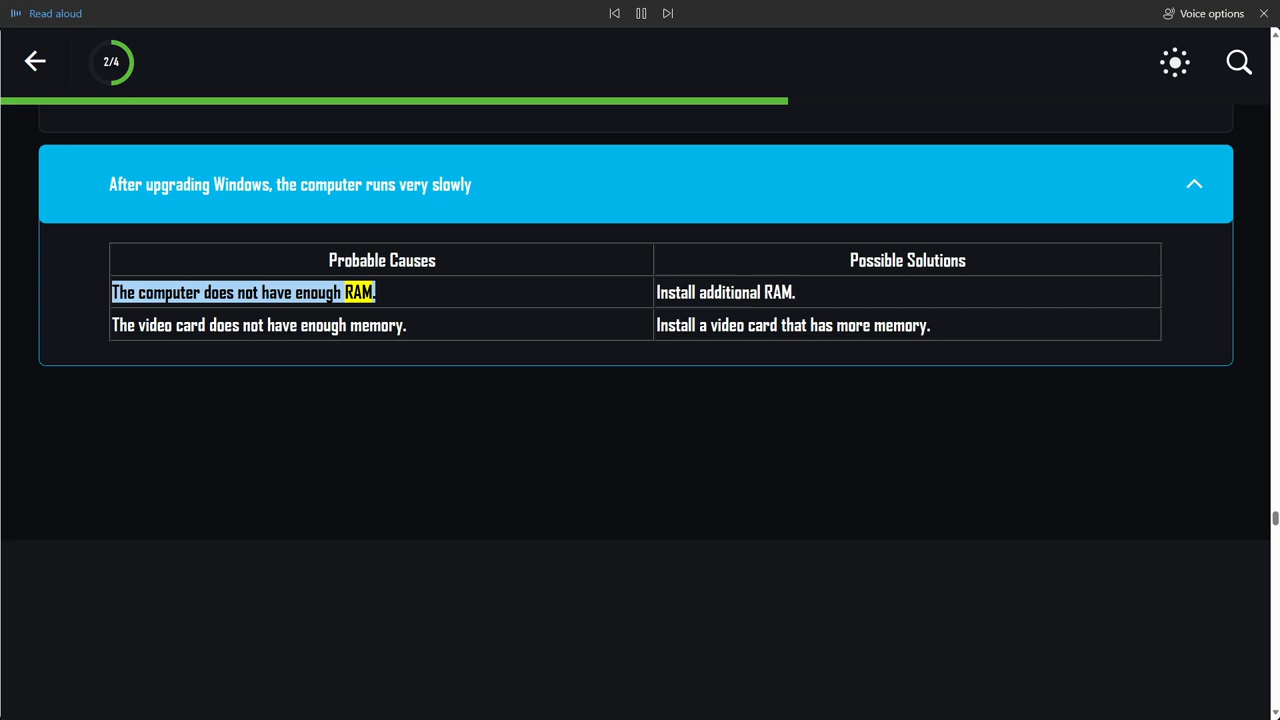 Read aloud
Voice options
2/4
After upgrading Windows, the computer runs very slowly
Probable Causes
Possible Solutions
The computer does not have enough RAM.
Install additional RAM.
The video card does not have enough memory.
Install a video card that has more memory.